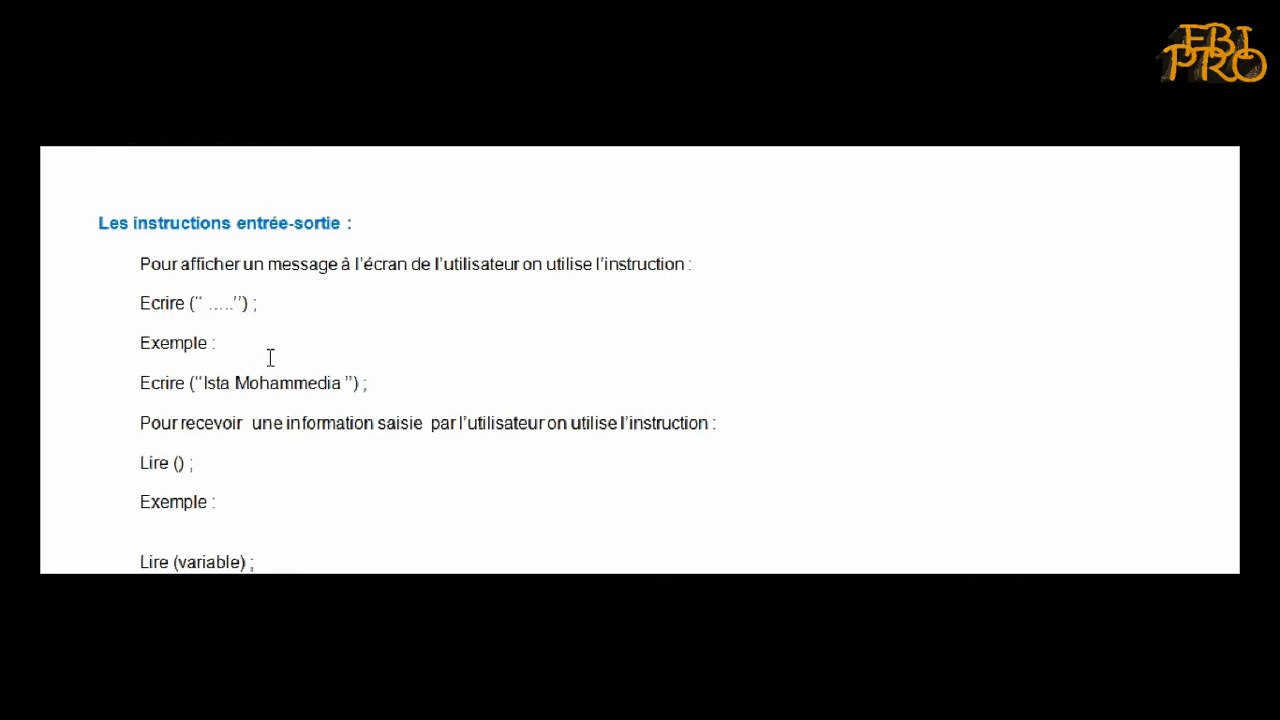 FBI
PRO
Les instructions entrée-sortie :
Pour afficher un message à l’écran de l’utilisateur on utilise l’instruction :
Ecrire (‘‘ …..’’) ;
Exemple :
Ecrire (‘‘Ista Mohammedia ’’) ;
Pour recevoir une information saisie par l’utilisateur on utilise l’instruction :
Lire () ;
Exemple :
Lire (variable) ;